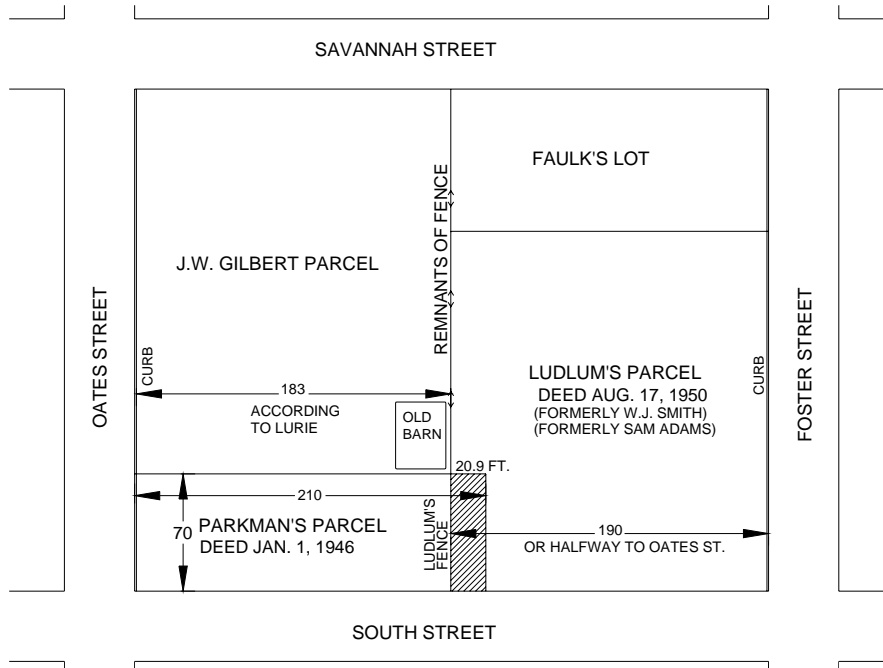 SAVANNAH STREET
FAULK'S LOT
REMNANTS OF FENCE
J.W. GILBERT PARCEL
OATES STREET
CURB
183
ACCORDING
TO LURIE
OLD
BARN
LUDLUM'S PARCEL
DEED AUG. 17, 1950
(FORMERLY W.J. SMITH)
(FORMERLY SAM ADAMS)
CURB
FOSTER STREET
20.9 FT.
210
70
PARKMAN'S PARCEL
DEED JAN. 1, 1946
LUDLUM'S
FENCE
190
OR HALFWAY TO OATES ST.
SOUTH STREET